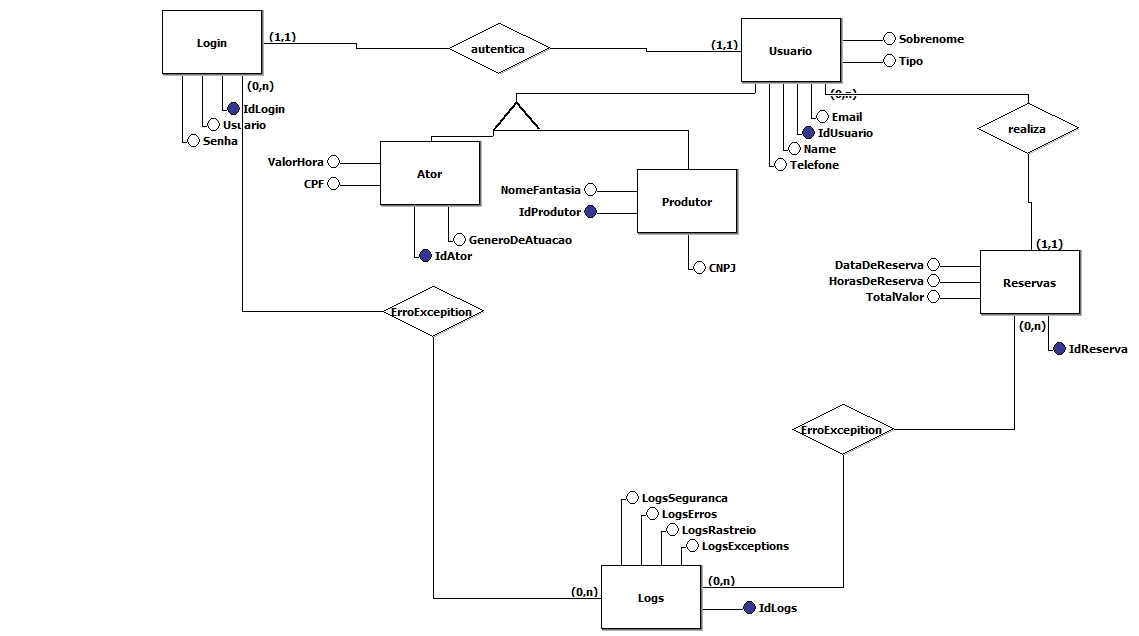 Login
(1,1)
autentica
(1,1)
Usuario
Sobrenome
Tipo
(0,n)
IdLogin
Usuario
Senha
(0,n)
Email
IdUsuario
Name
Telefone
realiza
ValorHora
CPF
Ator
NomeFantasia
IdProdutor
Produtor
GeneroDeAtuacao
IdAtor
CNPJ
(1,1)
DataDeReserva
HorasDeReserva
TotalValor
Reservas
ErroExcepition
(0,n)
IdReserva
ErroExcepition
LogsSeguranca
LogsErros
LogsRastreio
LogsExceptions
(0,n)
(0,n)
Logs
IdLogs